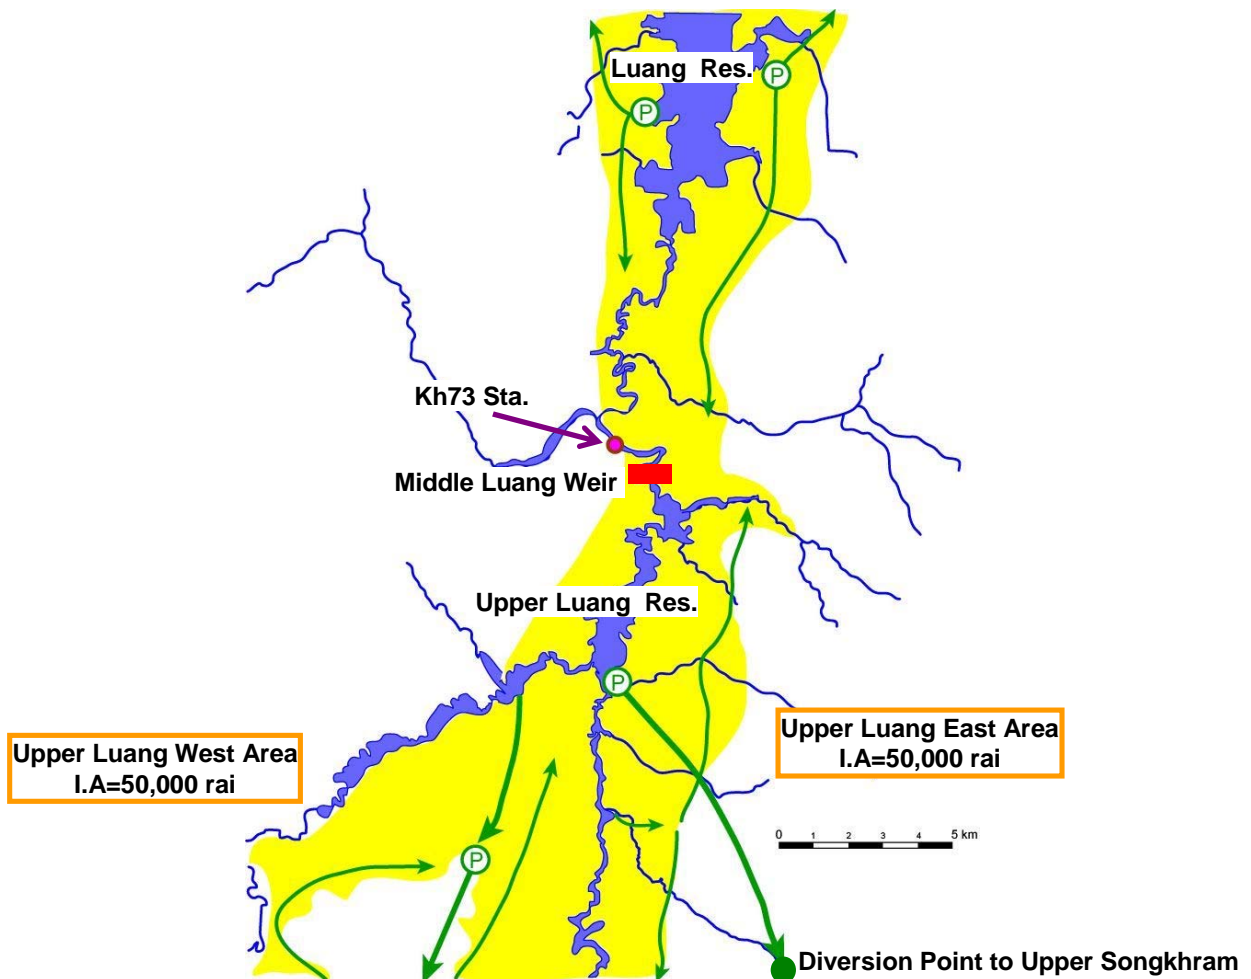 Luang Res.
P
P
Kh73 Sta.
Middle Luang Weir
Upper Luang Res.
P
Upper Luang West Area
I.A=50,000 rai
Upper Luang East Area
I.A=50,000 rai
0 1 2 3 4 5 km
P
Diversion Point to Upper Songkhram